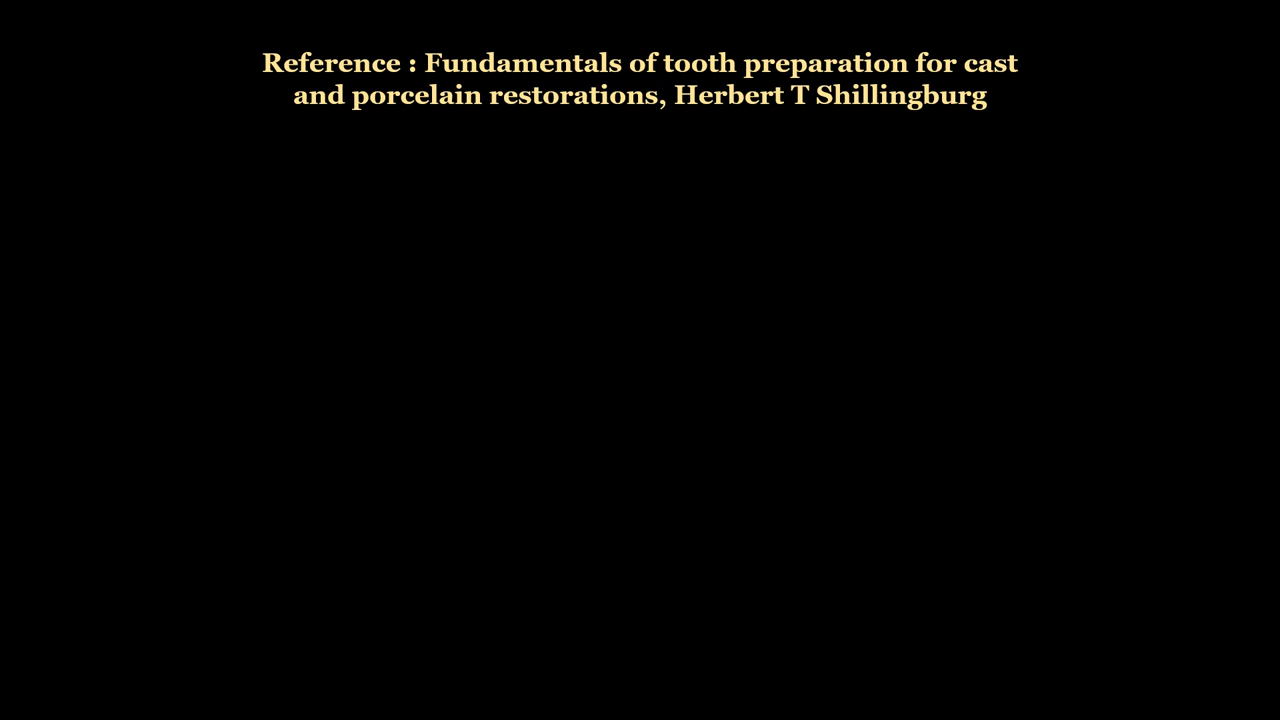 Reference : Fundamentals of tooth preparation for cast
and porcelain restorations, Herbert T Shillingburg